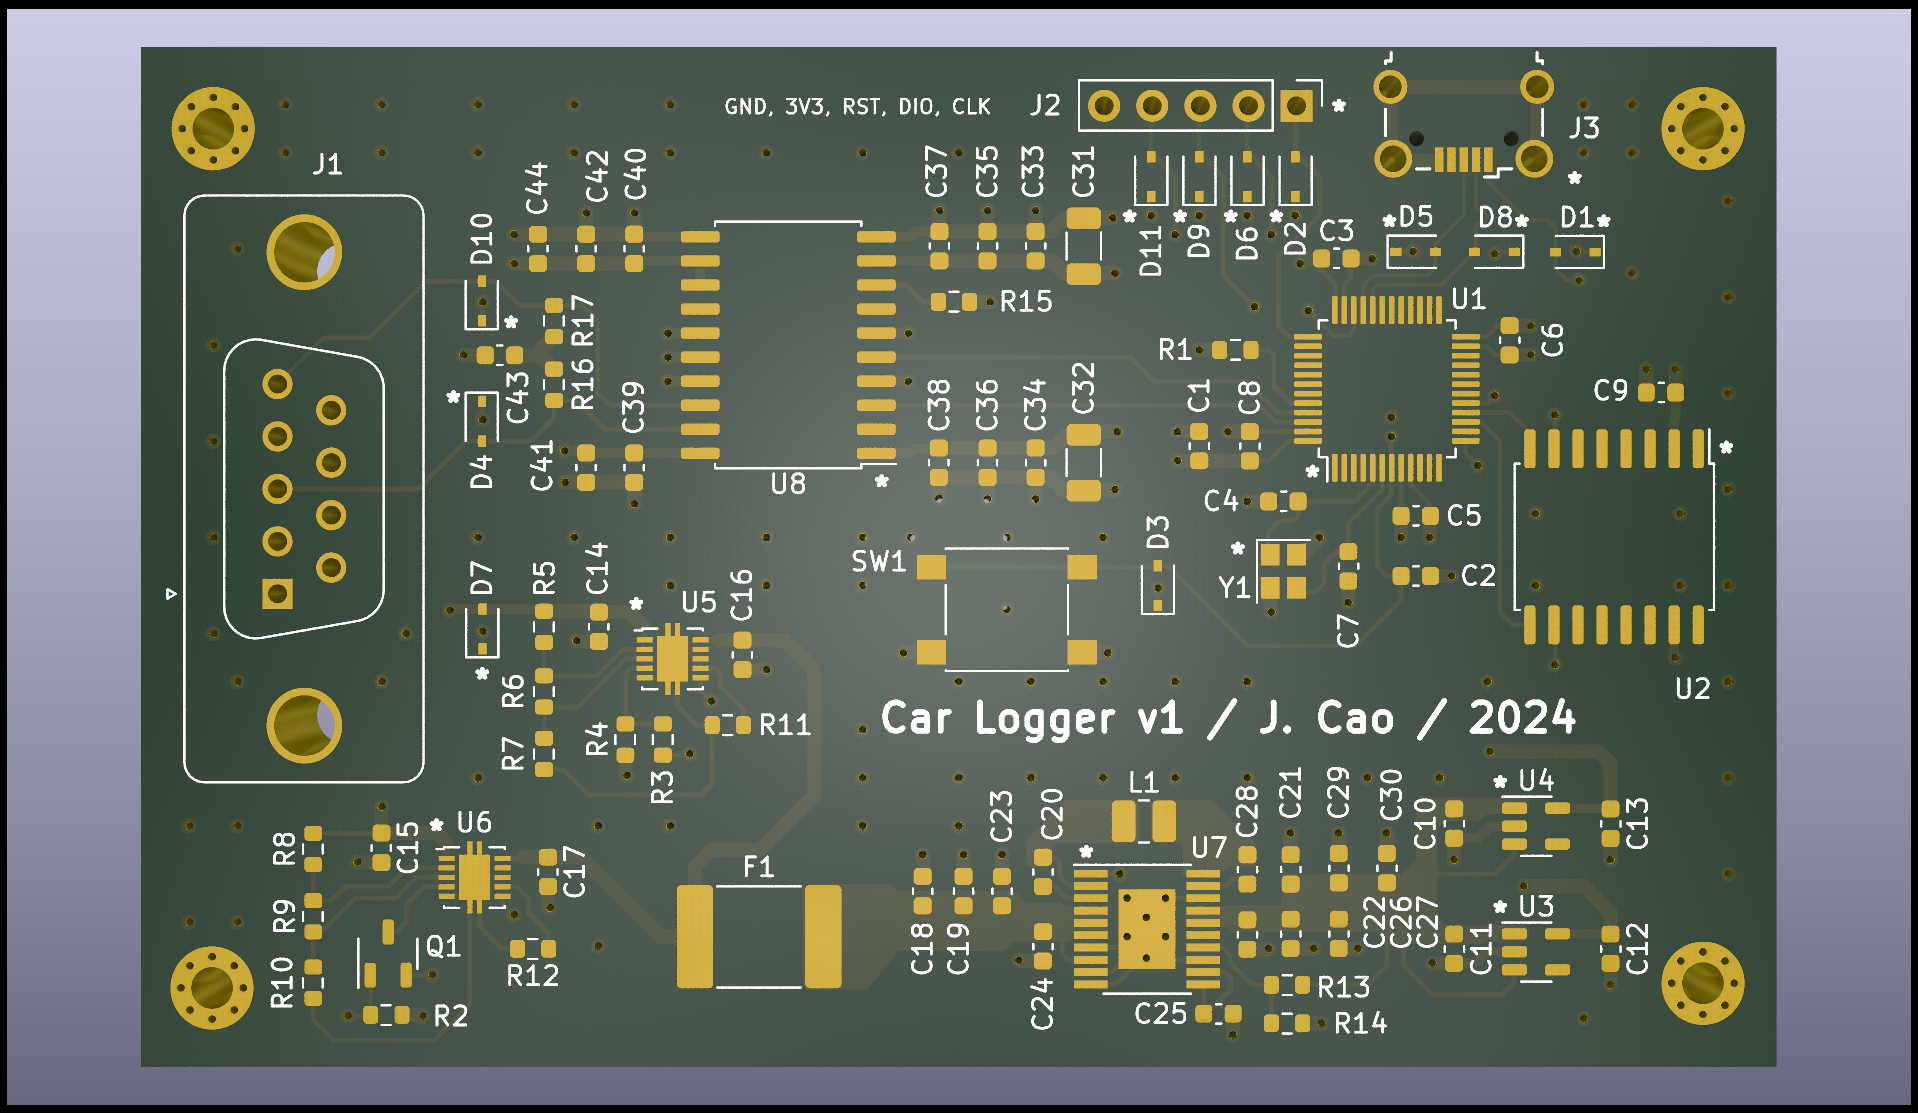 GND, 3V3, RST, DIO, CLK
J2
*
J3
*
J1
C44
C42
C40
C37
C35
C33
C31
D10
*
D11
*
D9
*
D6
*
D2
*
C3
*
D5
D8
*
D1
*
U1
R17
R15
R1
C6
C43
R16
*
D4
C41
C39
U8
*
C38
C36
C34
C32
C1
C8
C9
*
*
C4
C5
D3
*
Y1
C7
C2
U2
SW1
D7
*
R5
C14
*
U5
C16
R6
R7
R4
R3
R11
Car Logger v1 / J. Cao / 2024
L1
*
U7
C23
C20
C28
C21
C29
C30
C10
*
U4
C13
R8
C15
*
U6
C17
F1
R9
R10
Q1
R12
R2
C18
C19
C24
C25
R13
R14
C22
C26
C27
C11
*
U3
C12